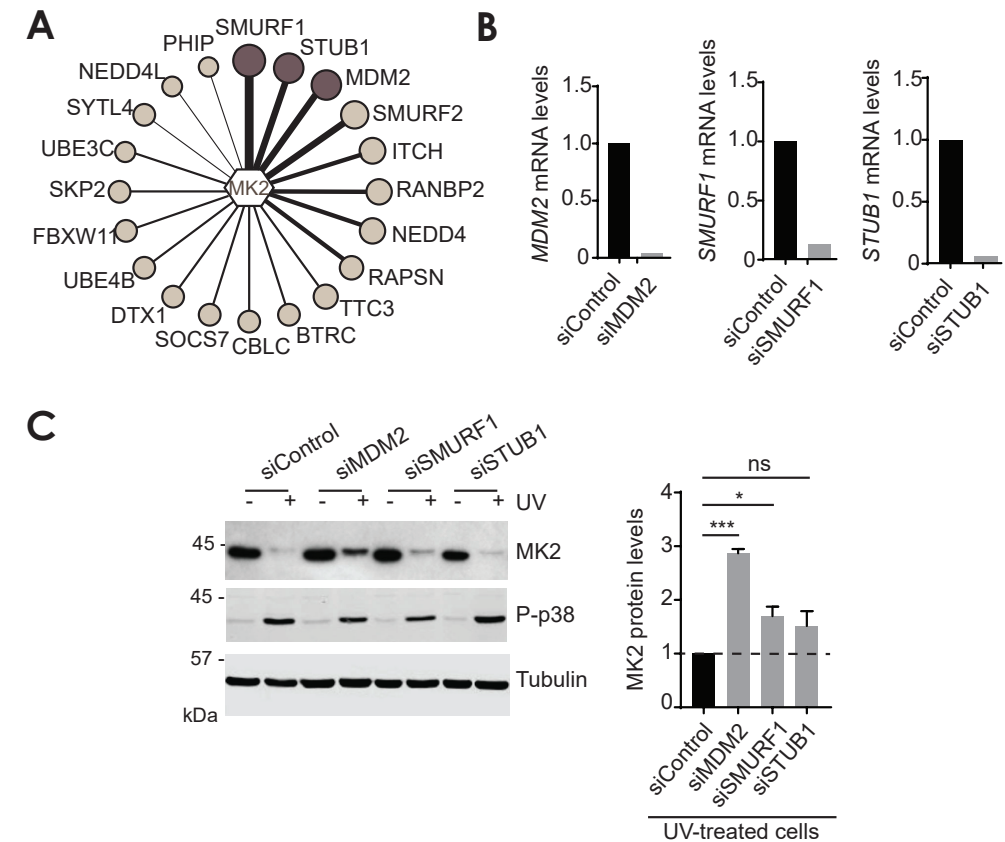 A
SMURF1
PHIP
STUB1
NEDD4L
MDM2
SYTL4
SMURF2
UBE3C
ITCH
MK2
SKP2
RANBP2
FBXW11
NEDD4
UBE4B
RAPSN
DTX1
TTC3
SOCS7
CBLC
BTRC
B
MDM2 mRNA levels
1.5
1.0
0.5
0
siControl
siMDM2
SMURF1 mRNA levels
1.5
1.0
0.5
0
siControl
siSMURF1
STUB1 mRNA levels
1.5
1.0
0.5
0
siControl
siSTUB1
C
siControl siMDM2 siSMURF1 siSTUB1
- + - + - + - + UV
45 - MK2
45 - P-p38
57 - Tubulin
kDa
MK2 protein levels
4
3
2
1
0
ns
*
***
siControl
siMDM2
siSMURF1
siSTUB1
UV-treated cells